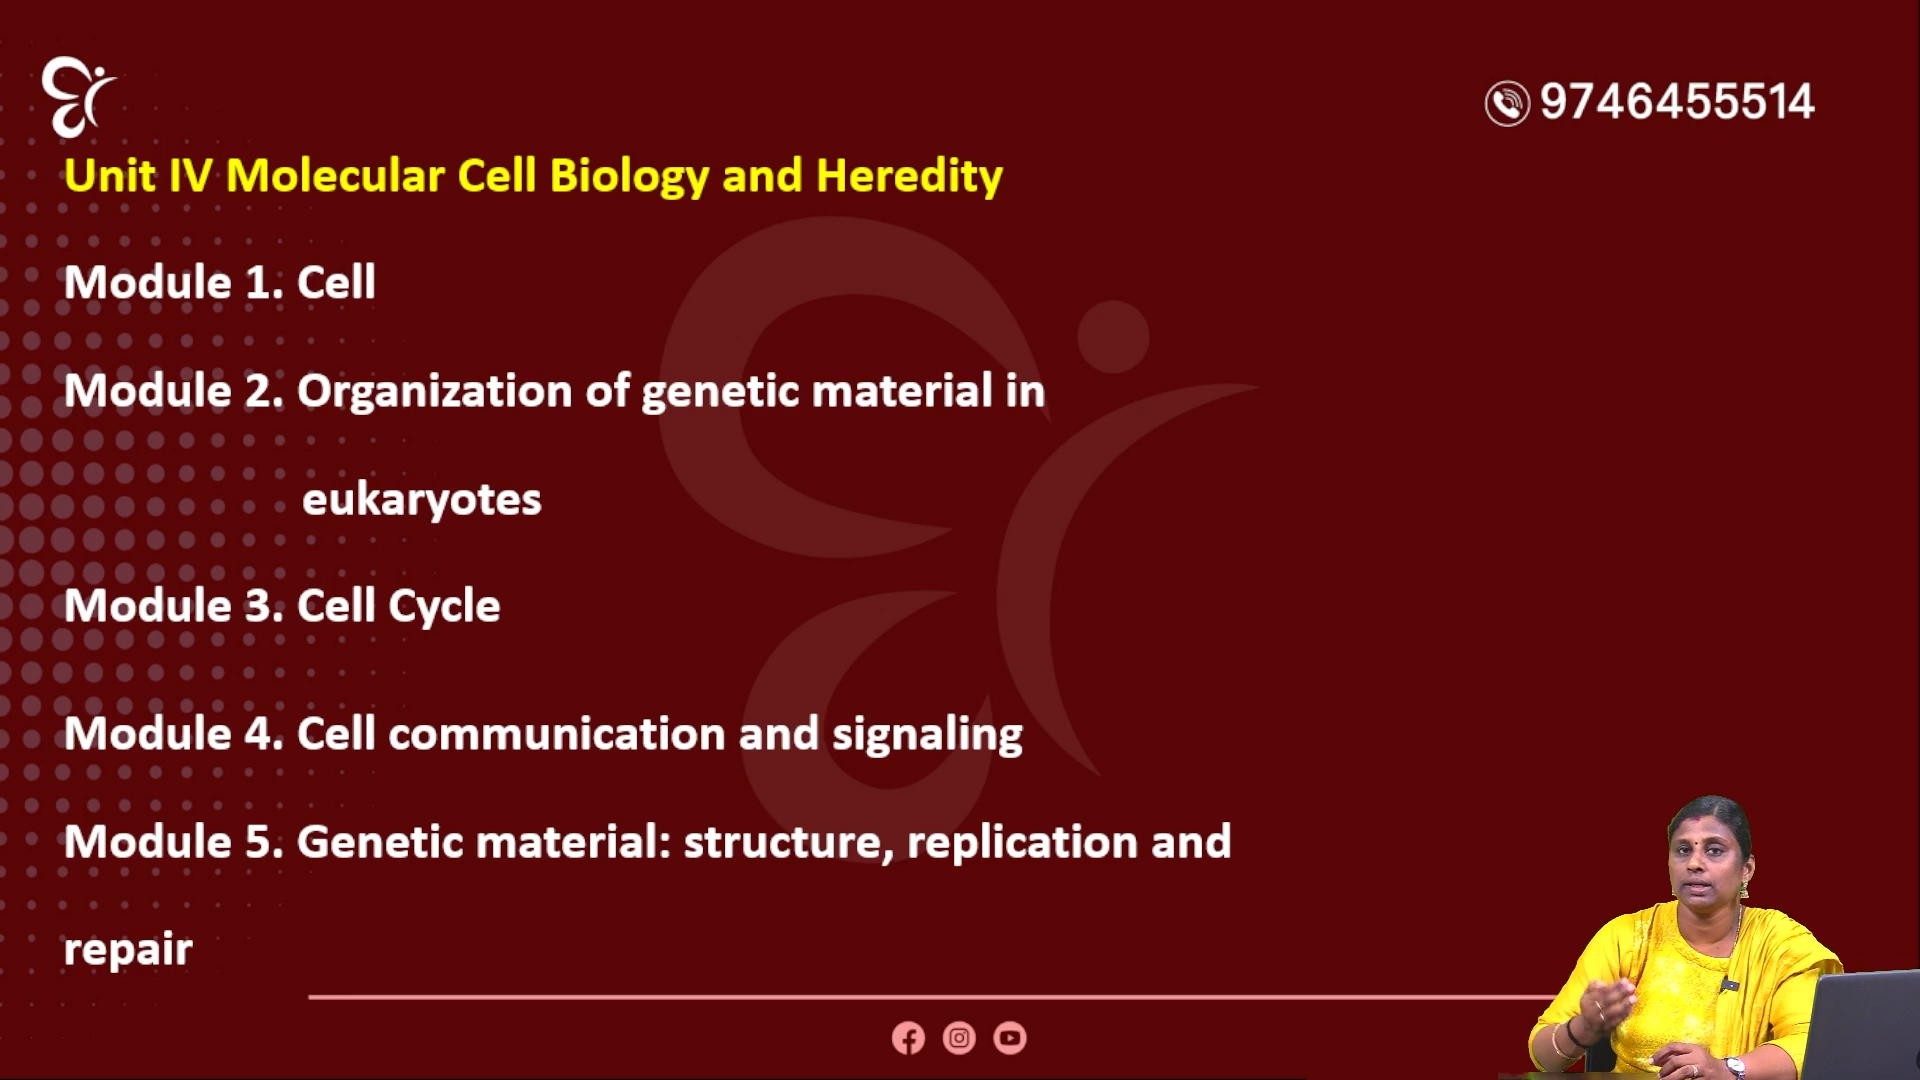 9746455514
Unit IV Molecular Cell Biology and Heredity
Module 1. Cell
Module 2. Organization of genetic material in
eukaryotes
Module 3. Cell Cycle
Module 4. Cell communication and signaling
Module 5. Genetic material: structure, replication and
repair